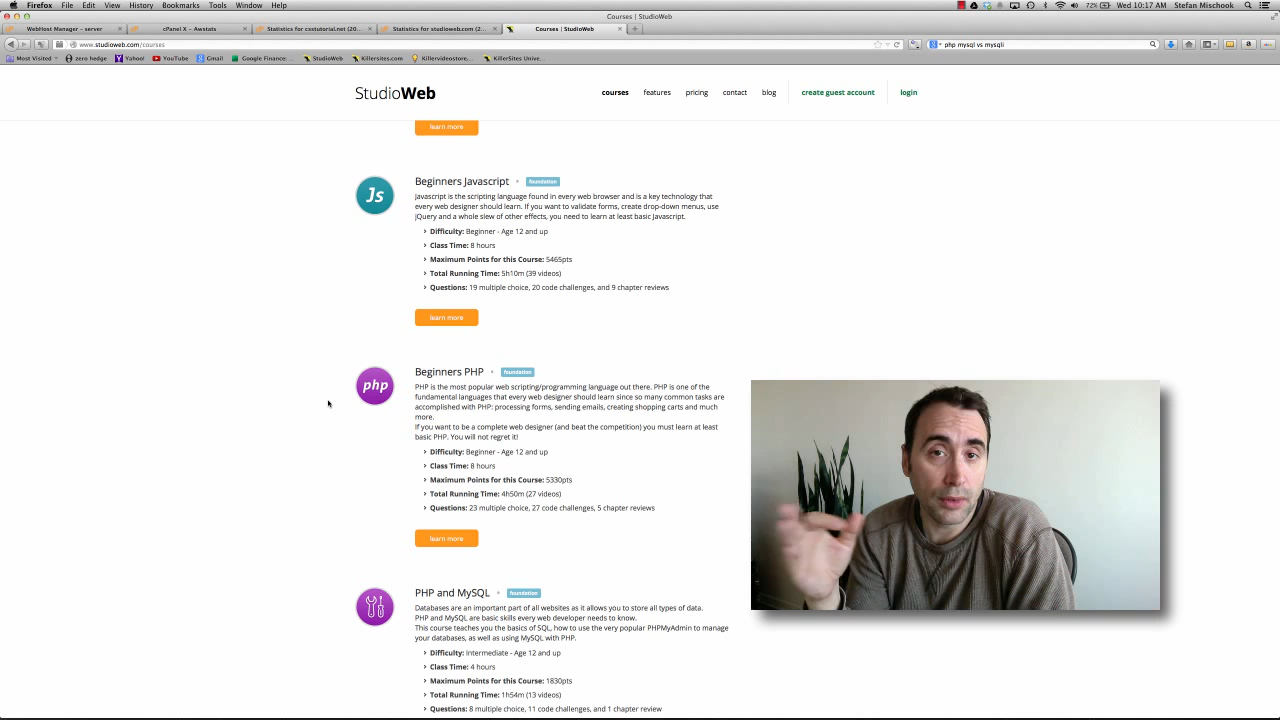 Firefox File Edit View History Bookmarks Tools Window Help 72% Wed 10:17 AM Stefan Mischook
Courses | StudioWeb
WebHost Manager - server cPanel X - Awstats Statistics for csstutorial.net (20... Statistics for studioweb.com (2... Courses | StudioWeb
www.studioweb.com/courses php mysql vs mysqli
Most Visited zero hedge Yahoo! YouTube Gmail Google Finance:... StudioWeb Killersites.com Killervideostore... KillerSites Unive...
StudioWeb courses features pricing contact blog create guest account login
learn more
Js Beginners Javascript foundation
Javascript is the scripting language found in every web browser and is a key technology that
every web designer should learn. If you want to validate forms, create drop-down menus, use
jQuery and a whole slew of other effects, you need to learn at least basic Javascript.
Difficulty: Beginner - Age 12 and up
Class Time: 8 hours
Maximum Points for this Course: 5465pts
Total Running Time: 5h10m (39 videos)
Questions: 19 multiple choice, 20 code challenges, and 9 chapter reviews
learn more
php Beginners PHP foundation
PHP is the most popular web scripting/programming language out there. PHP is one of the
fundamental languages that every web designer should learn since so many common tasks are
accomplished with PHP: processing forms, sending emails, creating shopping carts and much
more.
If you want to be a complete web designer (and beat the competition) you must learn at least
basic PHP. You will not regret it!
Difficulty: Beginner - Age 12 and up
Class Time: 8 hours
Maximum Points for this Course: 5330pts
Total Running Time: 4h50m (27 videos)
Questions: 23 multiple choice, 27 code challenges, 5 chapter reviews
learn more
PHP and MySQL foundation
Databases are an important part of all websites as it allows you to store all types of data.
PHP and MySQL are basic skills every web developer needs to know.
This course teaches you the basics of SQL, how to use the very popular PHPMyAdmin to manage
your databases, as well as using MySQL with PHP.
Difficulty: Intermediate - Age 12 and up
Class Time: 4 hours
Maximum Points for this Course: 1830pts
Total Running Time: 1h54m (13 videos)
Questions: 8 multiple choice, 11 code challenges, and 1 chapter review